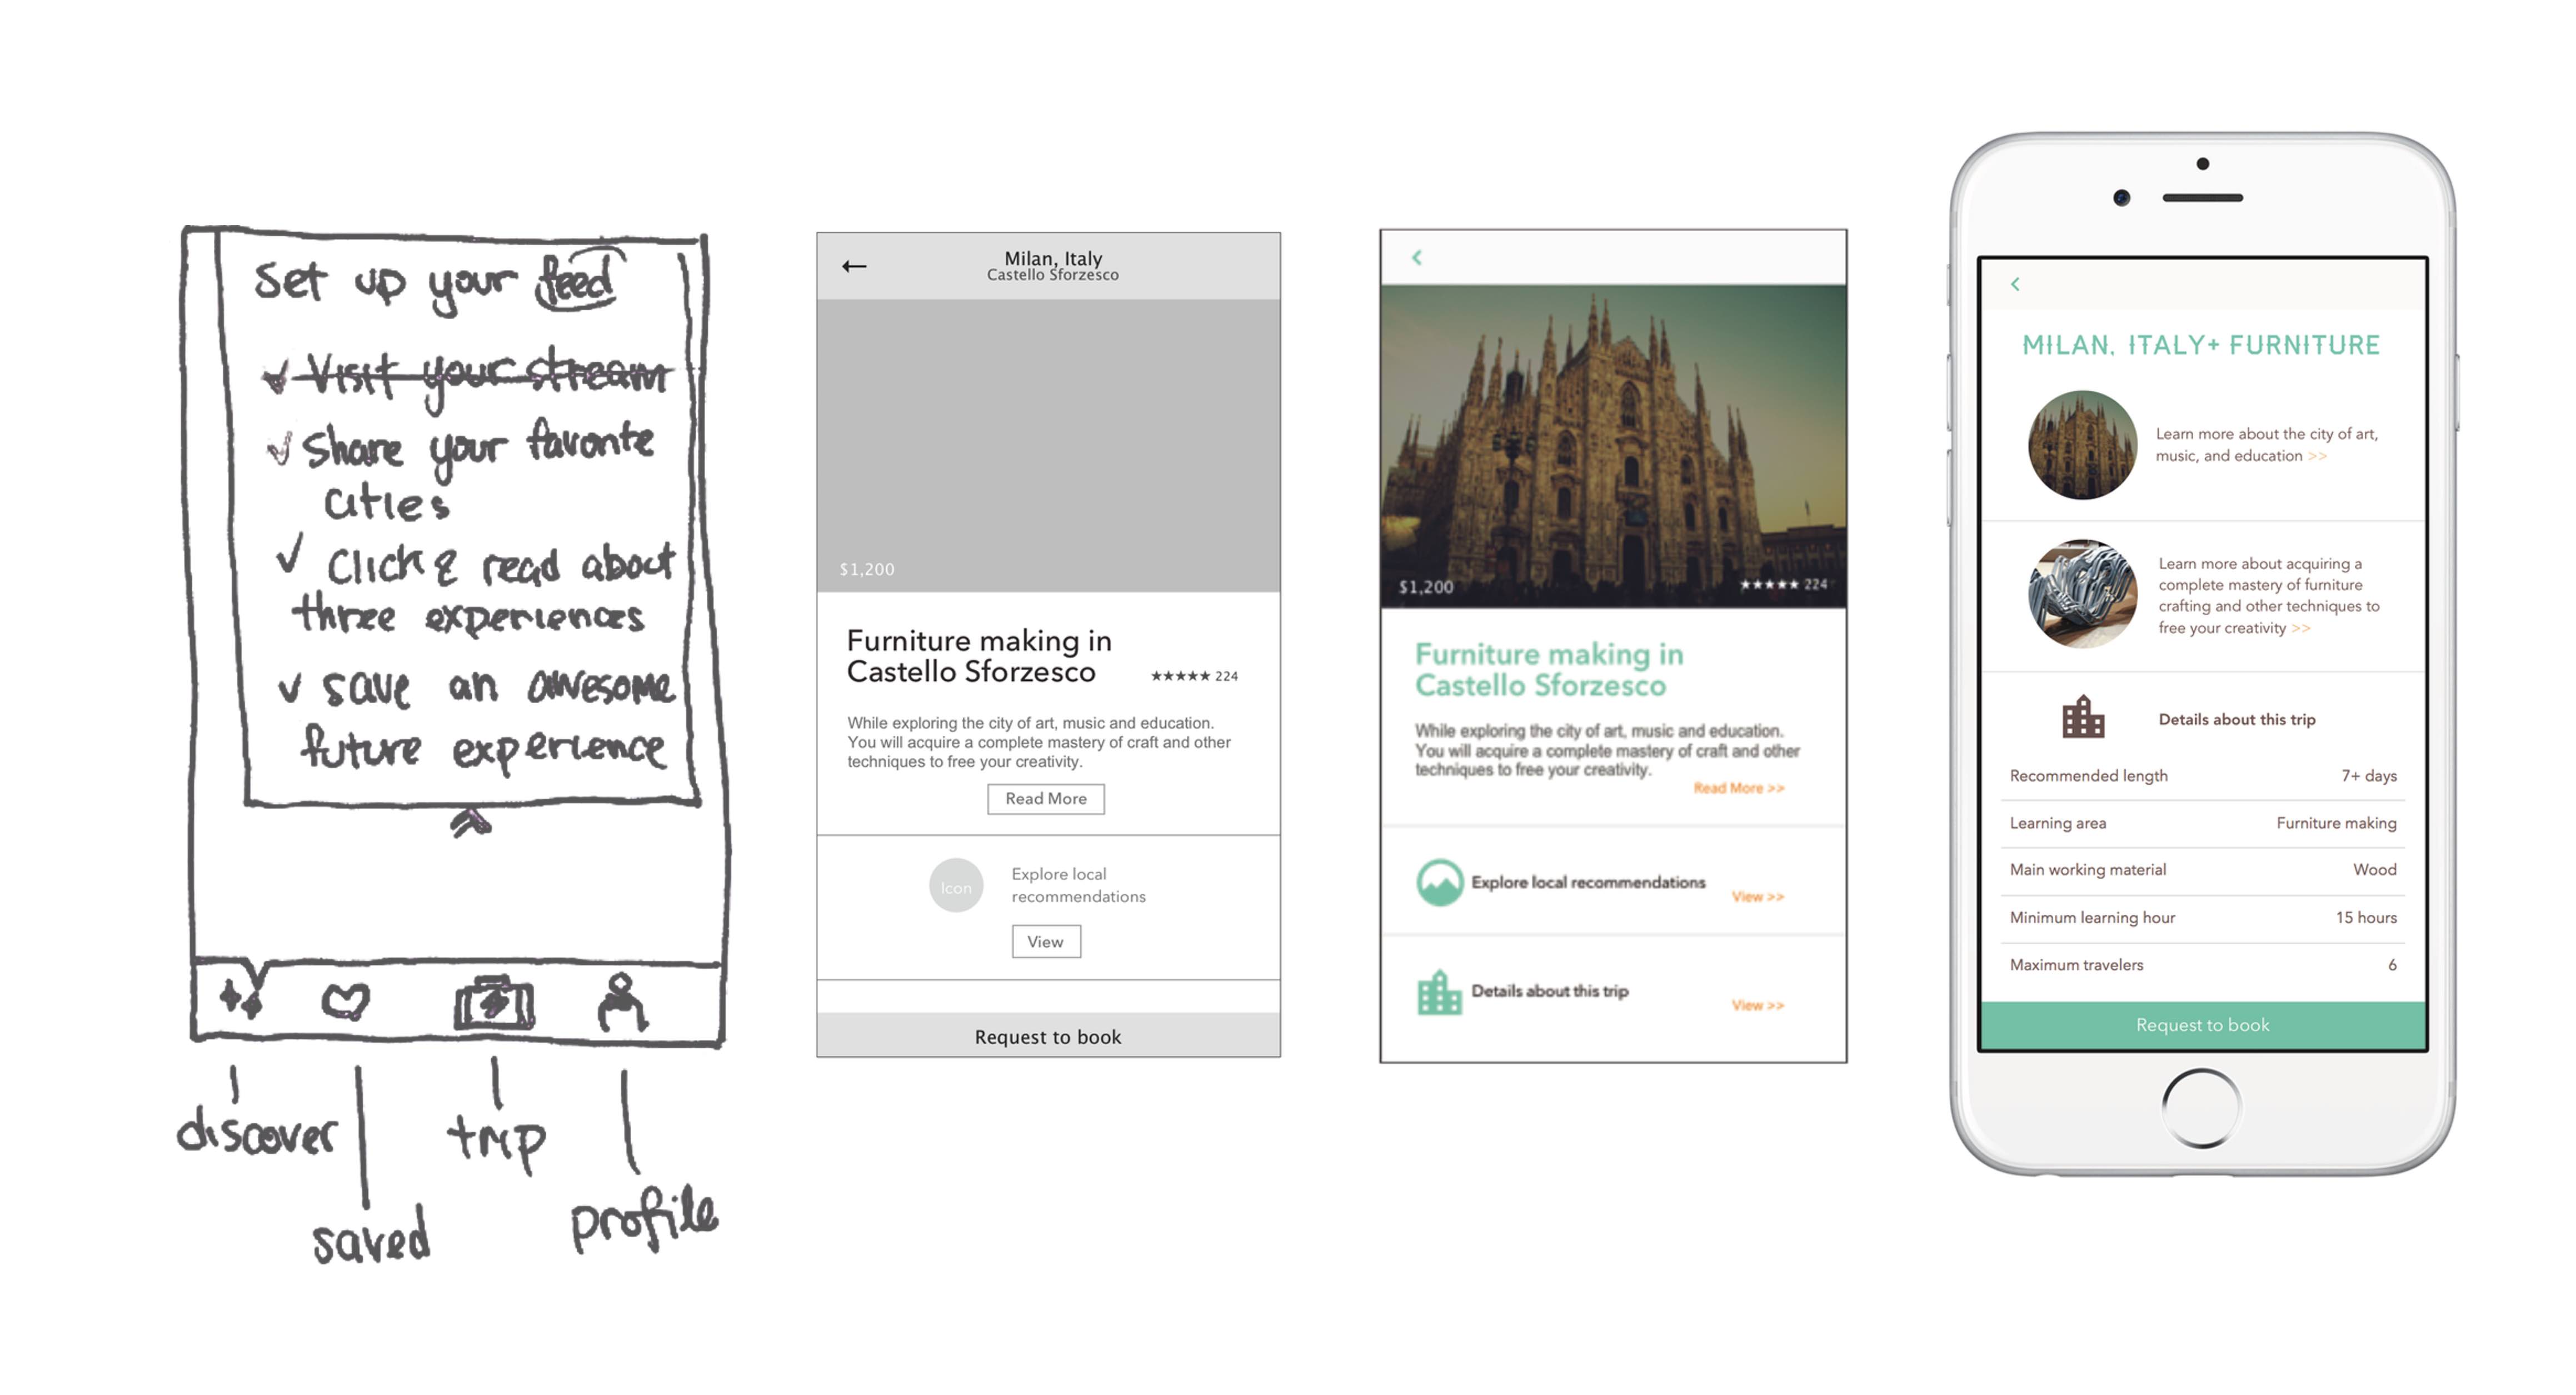 Set up your feed
Visit your stream
Share your favorite
cities
Click & read about
three experiences
save an awesome
future experience
discover
saved
trip
profile
Milan, Italy
Castello Sforzesco
$1,200
Furniture making in
Castello Sforzesco
★★★★★ 224
While exploring the city of art, music and education.
You will acquire a complete mastery of craft and other
techniques to free your creativity.
Read More
Icon
Explore local
recommendations
View
Request to book
$1,200
★★★★★ 224
Furniture making in
Castello Sforzesco
While exploring the city of art, music and education.
You will acquire a complete mastery of craft and other
techniques to free your creativity.
Read More >>
Explore local recommendations
View >>
Details about this trip
View >>
MILAN, ITALY+ FURNITURE
Learn more about the city of art,
music, and education >>
Learn more about acquiring a
complete mastery of furniture
crafting and other techniques to
free your creativity >>
Details about this trip
Recommended length 7+ days
Learning area Furniture making
Main working material Wood
Minimum learning hour 15 hours
Maximum travelers 6
Request to book